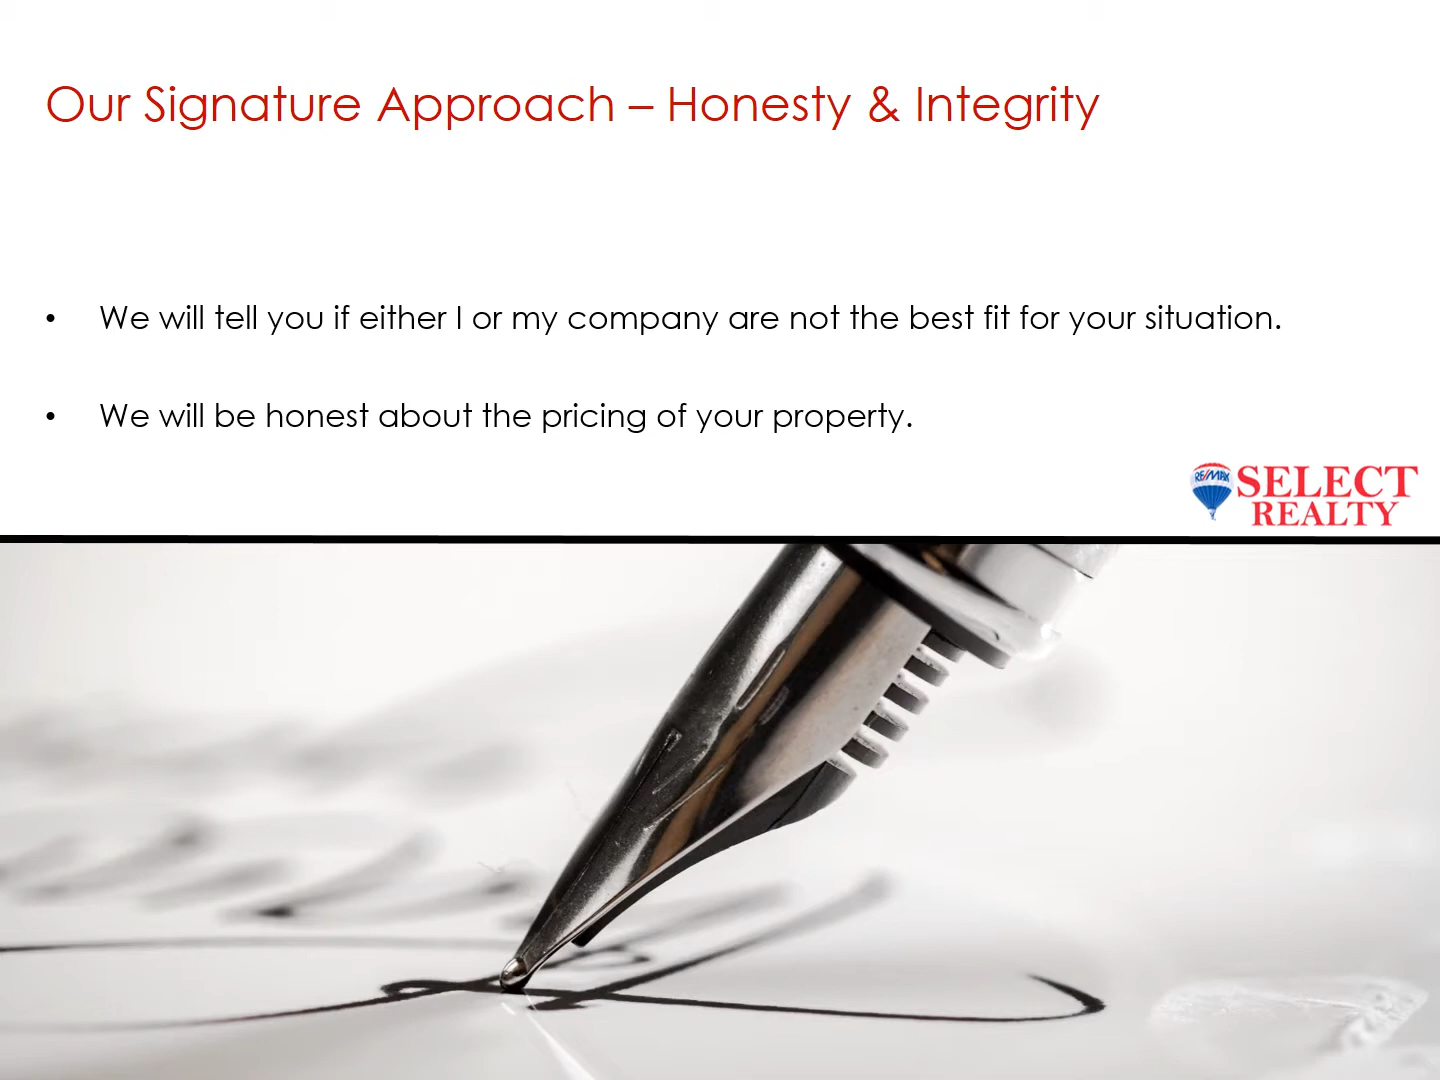 Our Signature Approach – Honesty & Integrity
• We will tell you if either I or my company are not the best fit for your situation.
• We will be honest about the pricing of your property.
RE/MAX
SELECT
REALTY